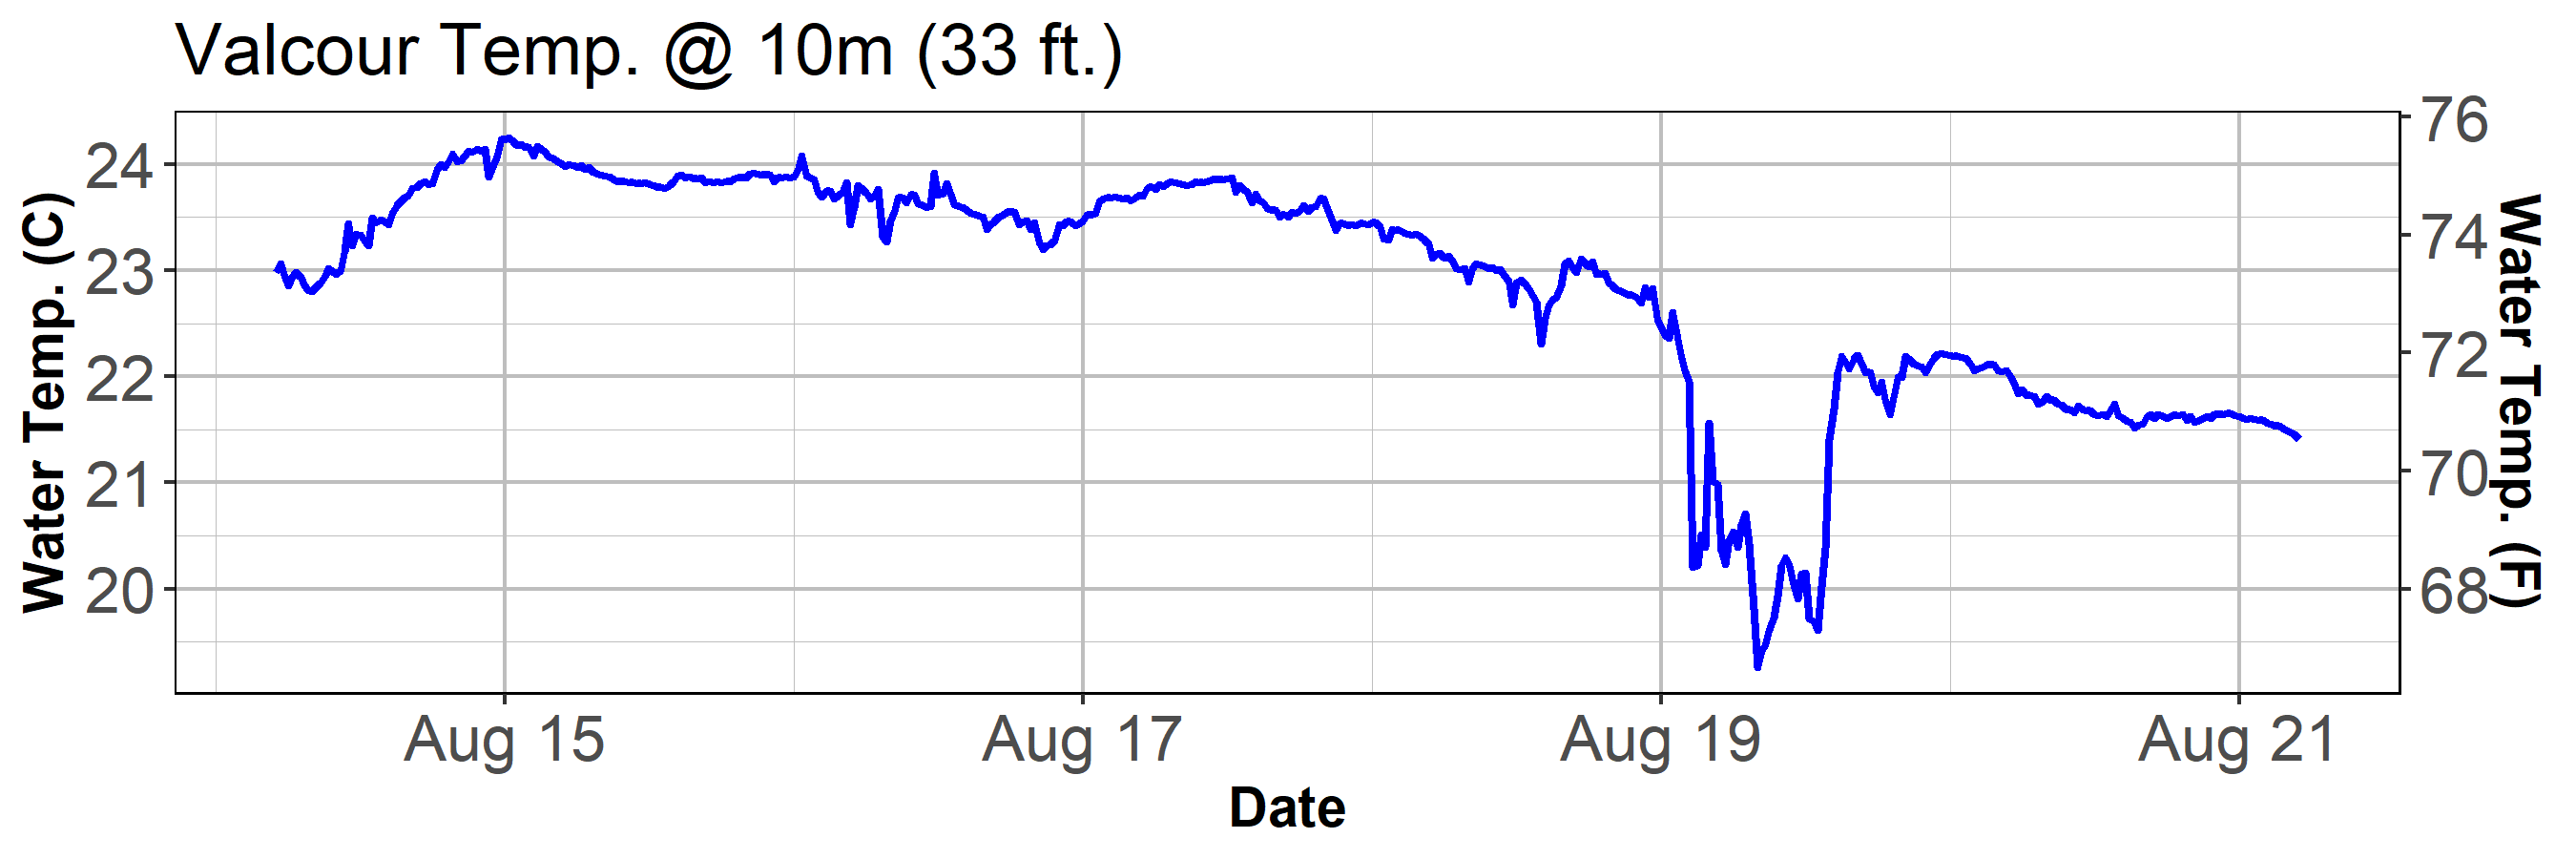 Valcour Temp. @ 10m (33 ft.)
Water Temp. (C)
24
23
22
21
20
76
74
72
70
68
Water Temp. (F)
Aug 15
Aug 17
Aug 19
Aug 21
Date